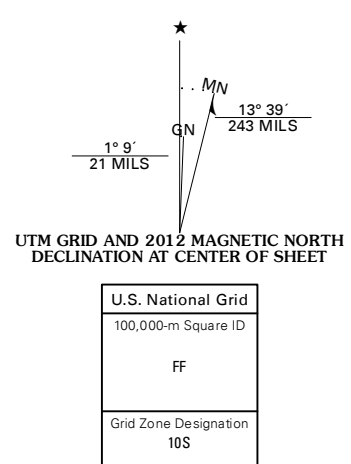 ★
MN
GN
13° 39´
243 MILS
1° 9´
21 MILS
UTM GRID AND 2012 MAGNETIC NORTH
DECLINATION AT CENTER OF SHEET
U.S. National Grid
100,000-m Square ID
FF
Grid Zone Designation
10S